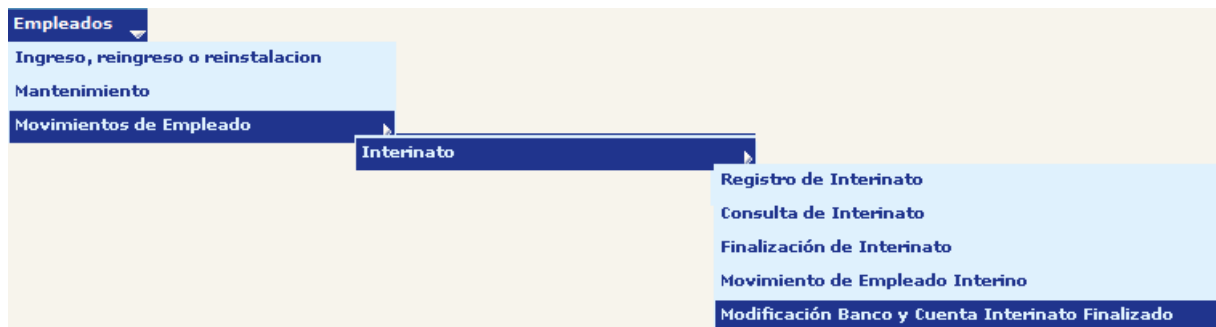 Empleados
Ingreso, reingreso o reinstalacion
Mantenimiento
Movimientos de Empleado
Interinato
Registro de Interinato
Consulta de Interinato
Finalización de Interinato
Movimiento de Empleado Interino
Modificación Banco y Cuenta Interinato Finalizado